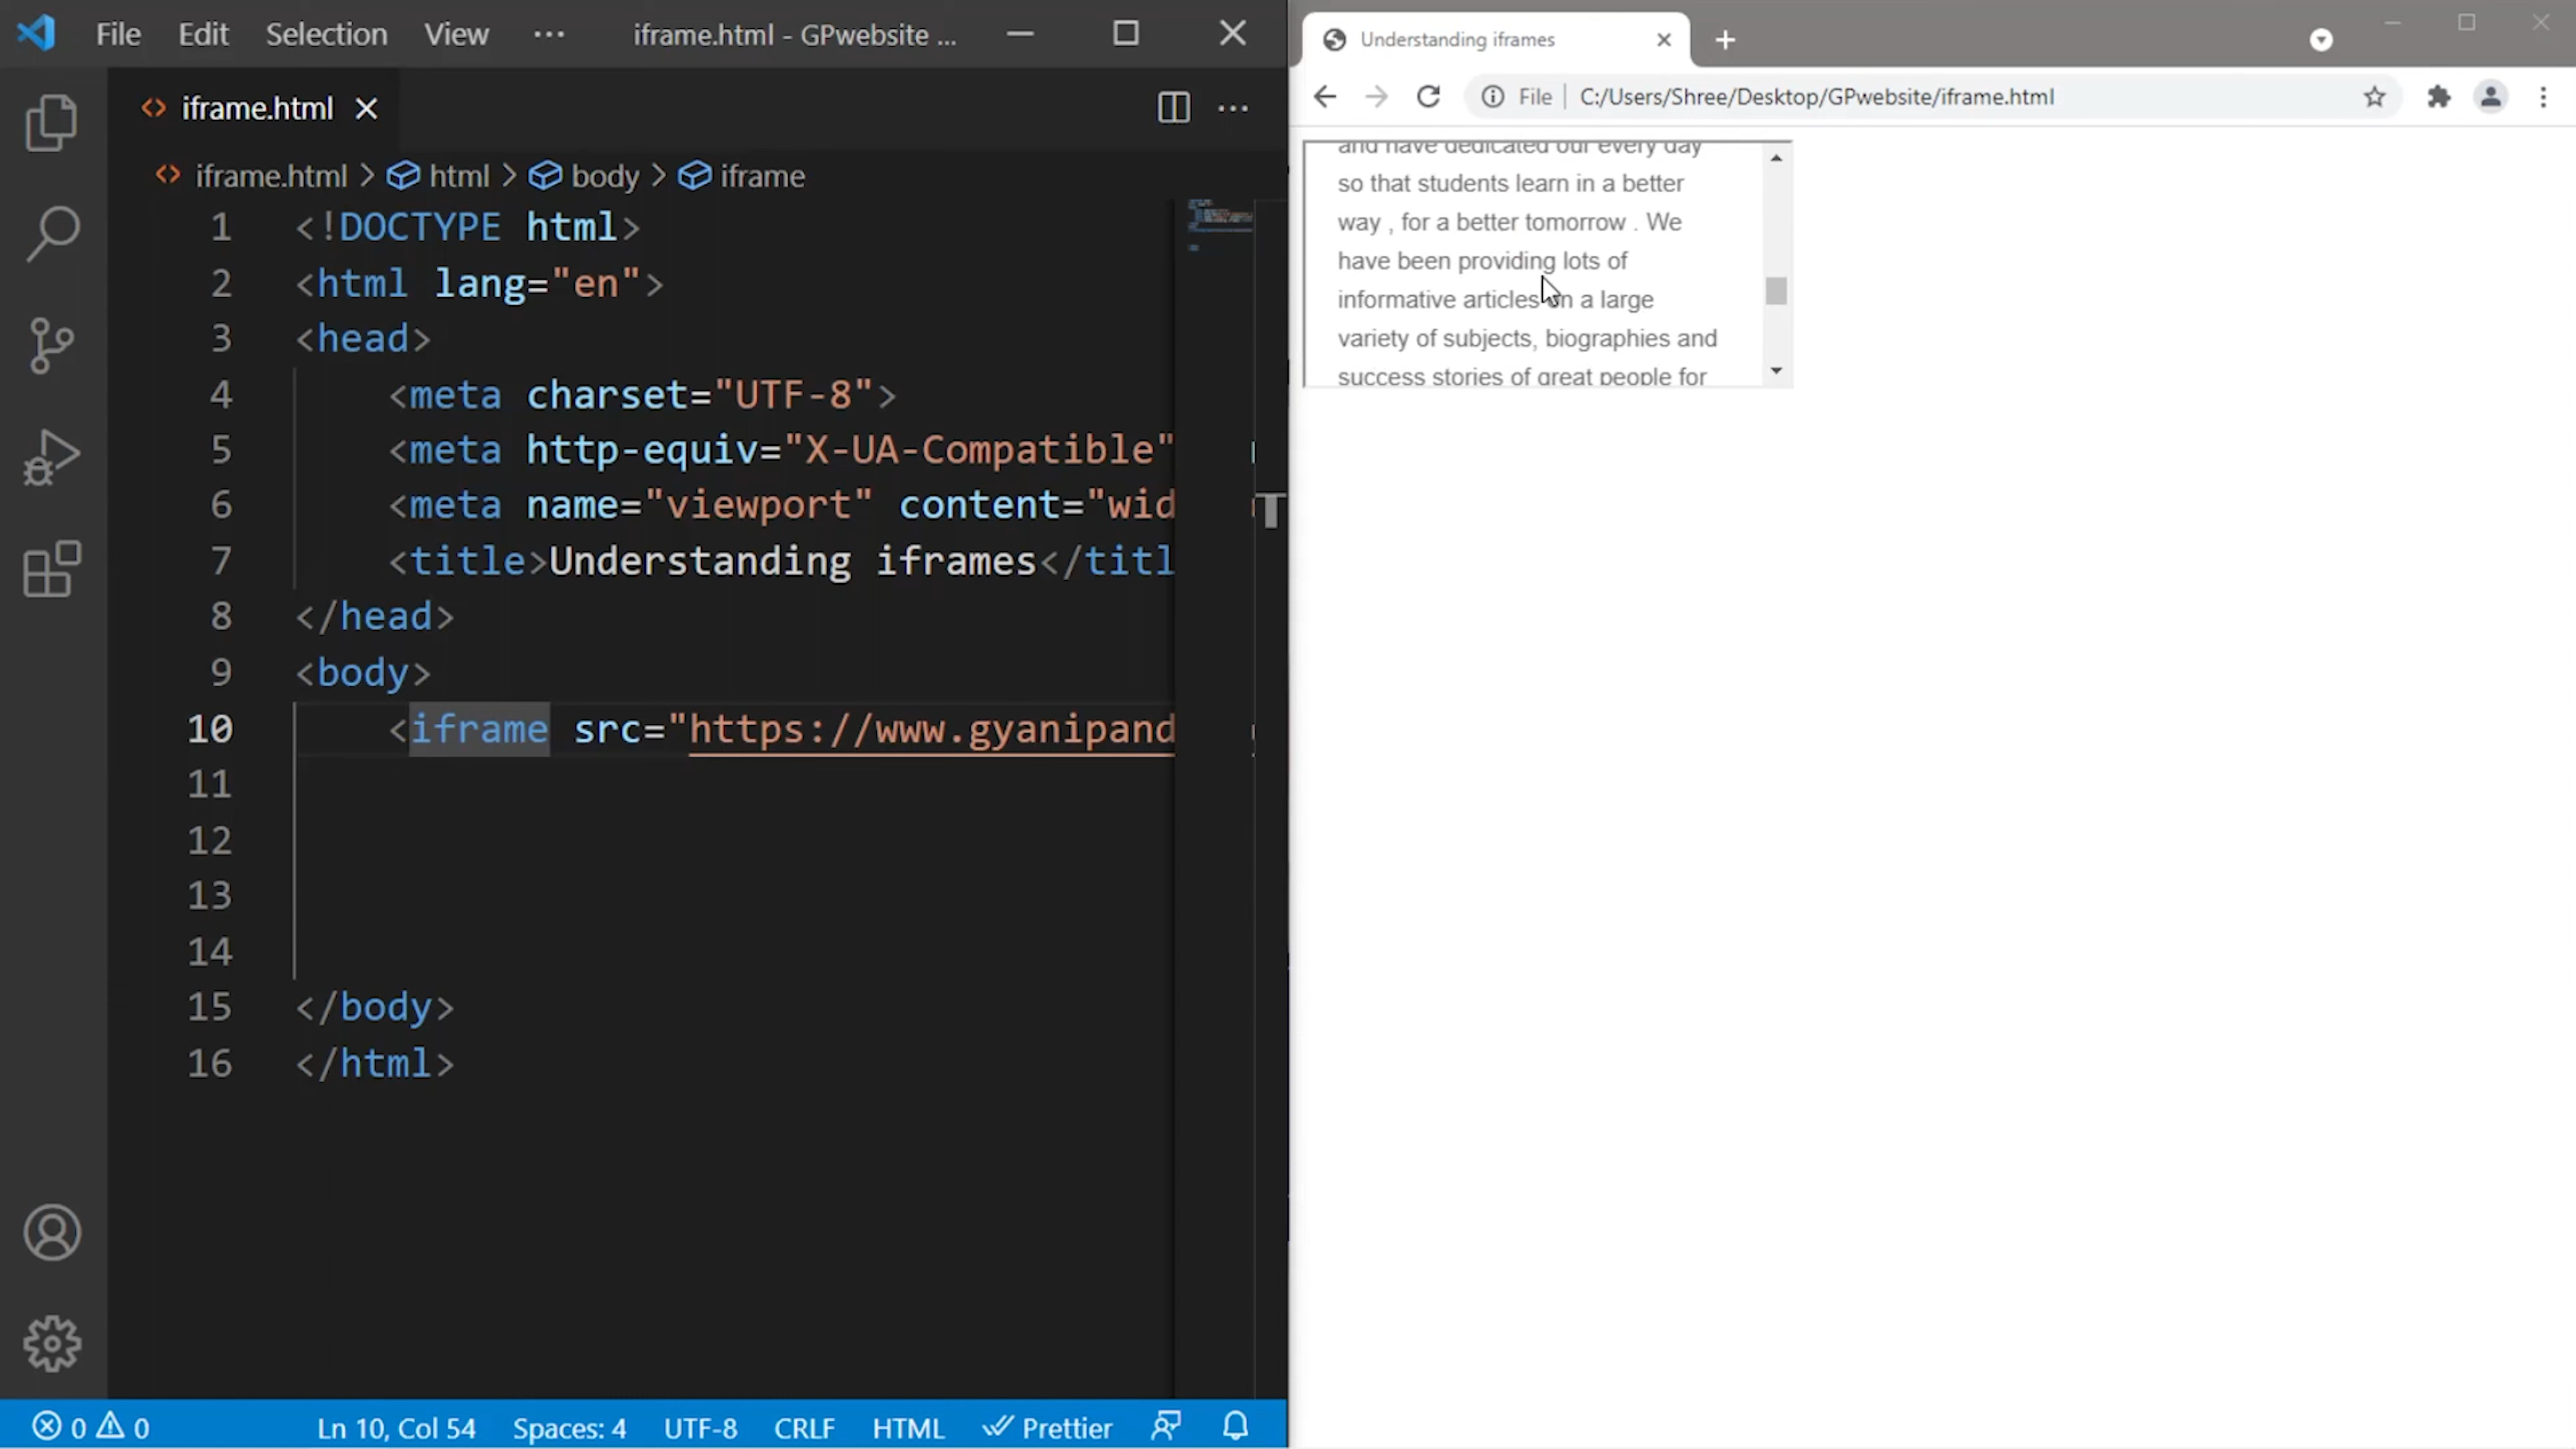 File Edit Selection View ··· iframe.html - GPwebsite ...
iframe.html
iframe.html > html > body > iframe
1 <!DOCTYPE html>
2 <html lang="en">
3 <head>
4 <meta charset="UTF-8">
5 <meta http-equiv="X-UA-Compatible"
6 <meta name="viewport" content="wid
7 <title>Understanding iframes</titl
8 </head>
9 <body>
10 <iframe src="https://www.gyanipand
11
12
13
14
15 </body>
16 </html>
0 0 Ln 10, Col 54 Spaces: 4 UTF-8 CRLF HTML Prettier
Understanding iframes
File C:/Users/Shree/Desktop/GPwebsite/iframe.html
and have dedicated our every day
so that students learn in a better
way , for a better tomorrow . We
have been providing lots of
informative articles on a large
variety of subjects, biographies and
success stories of great people for